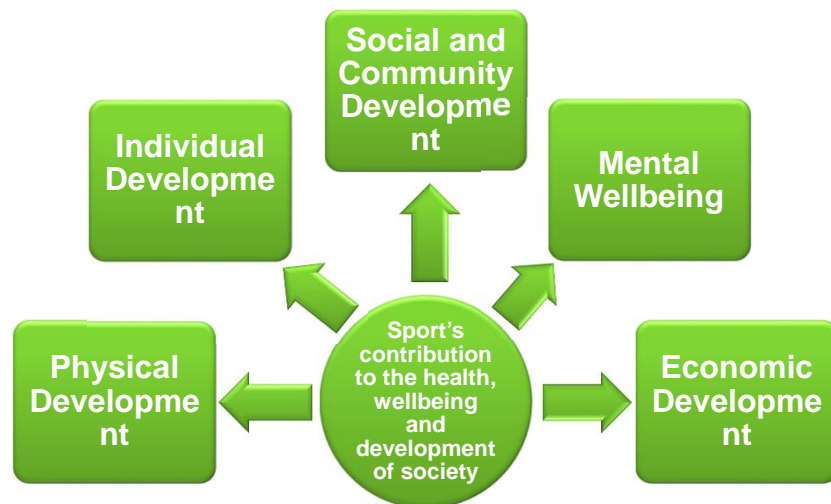 Social and
Community
Developme
nt
Individual
Developme
nt
Mental
Wellbeing
Physical
Developme
nt
Sport's
contribution
to the health,
wellbeing
and
development
of society
Economic
Developme
nt